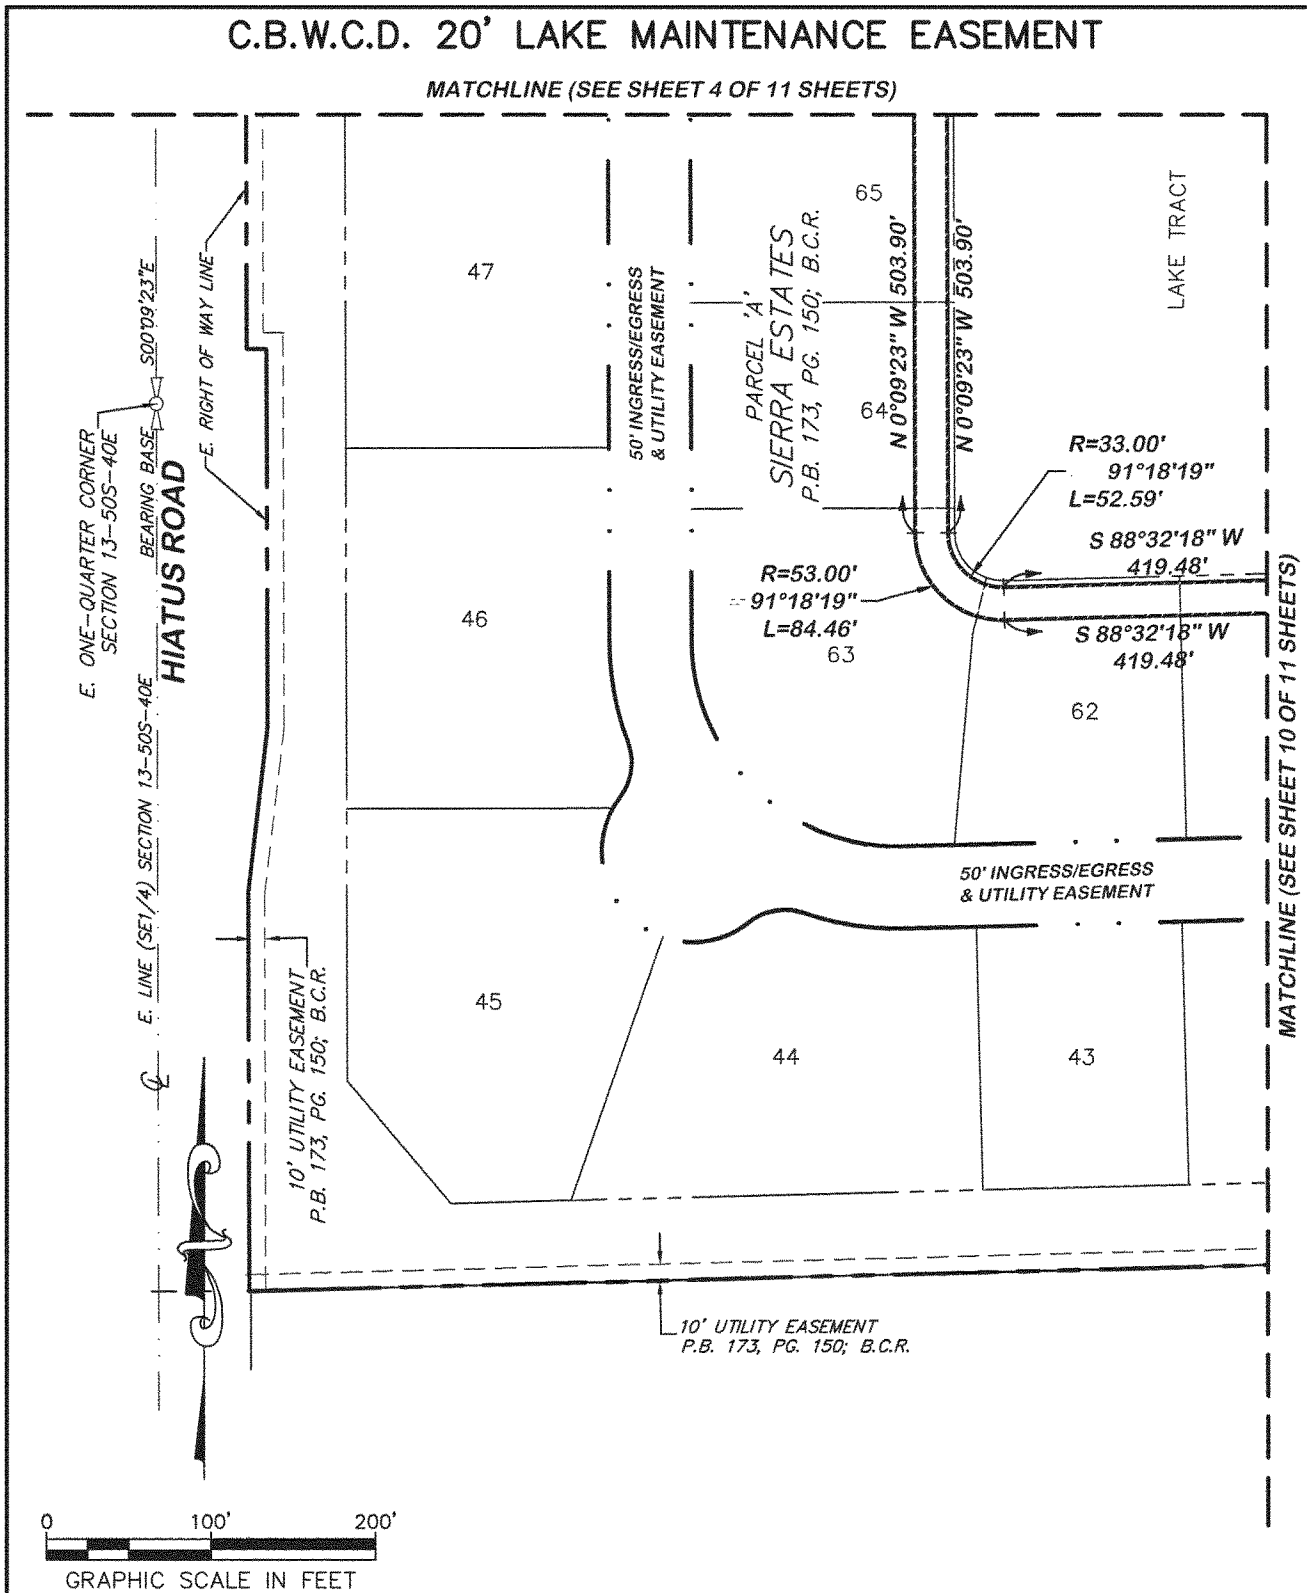 C.B.W.C.D. 20' LAKE MAINTENANCE EASEMENT
MATCHLINE (SEE SHEET 4 OF 11 SHEETS)
E. ONE-QUARTER CORNER
SECTION 13-50S-40E
S00°09'23"E
BEARING BASE
E. LINE (SE1/4) SECTION 13-50S-40E
HIATUS ROAD
E. RIGHT OF WAY LINE
47
50' INGRESS/EGRESS
& UTILITY EASEMENT
PARCEL 'A'
SIERRA ESTATES
P.B. 173, PG. 150; B.C.R.
65
64
N 0°09'23" W 503.90'
N 0°09'23" W 503.90'
LAKE TRACT
R=33.00'
91°18'19"
L=52.59'
S 88°32'18" W
419.48'
R=53.00'
91°18'19"
L=84.46'
S 88°32'18" W
419.48'
46
63
62
50' INGRESS/EGRESS
& UTILITY EASEMENT
MATCHLINE (SEE SHEET 10 OF 11 SHEETS)
45
44
43
10' UTILITY EASEMENT
P.B. 173, PG. 150; B.C.R.
10' UTILITY EASEMENT
P.B. 173, PG. 150; B.C.R.
0 100' 200'
GRAPHIC SCALE IN FEET